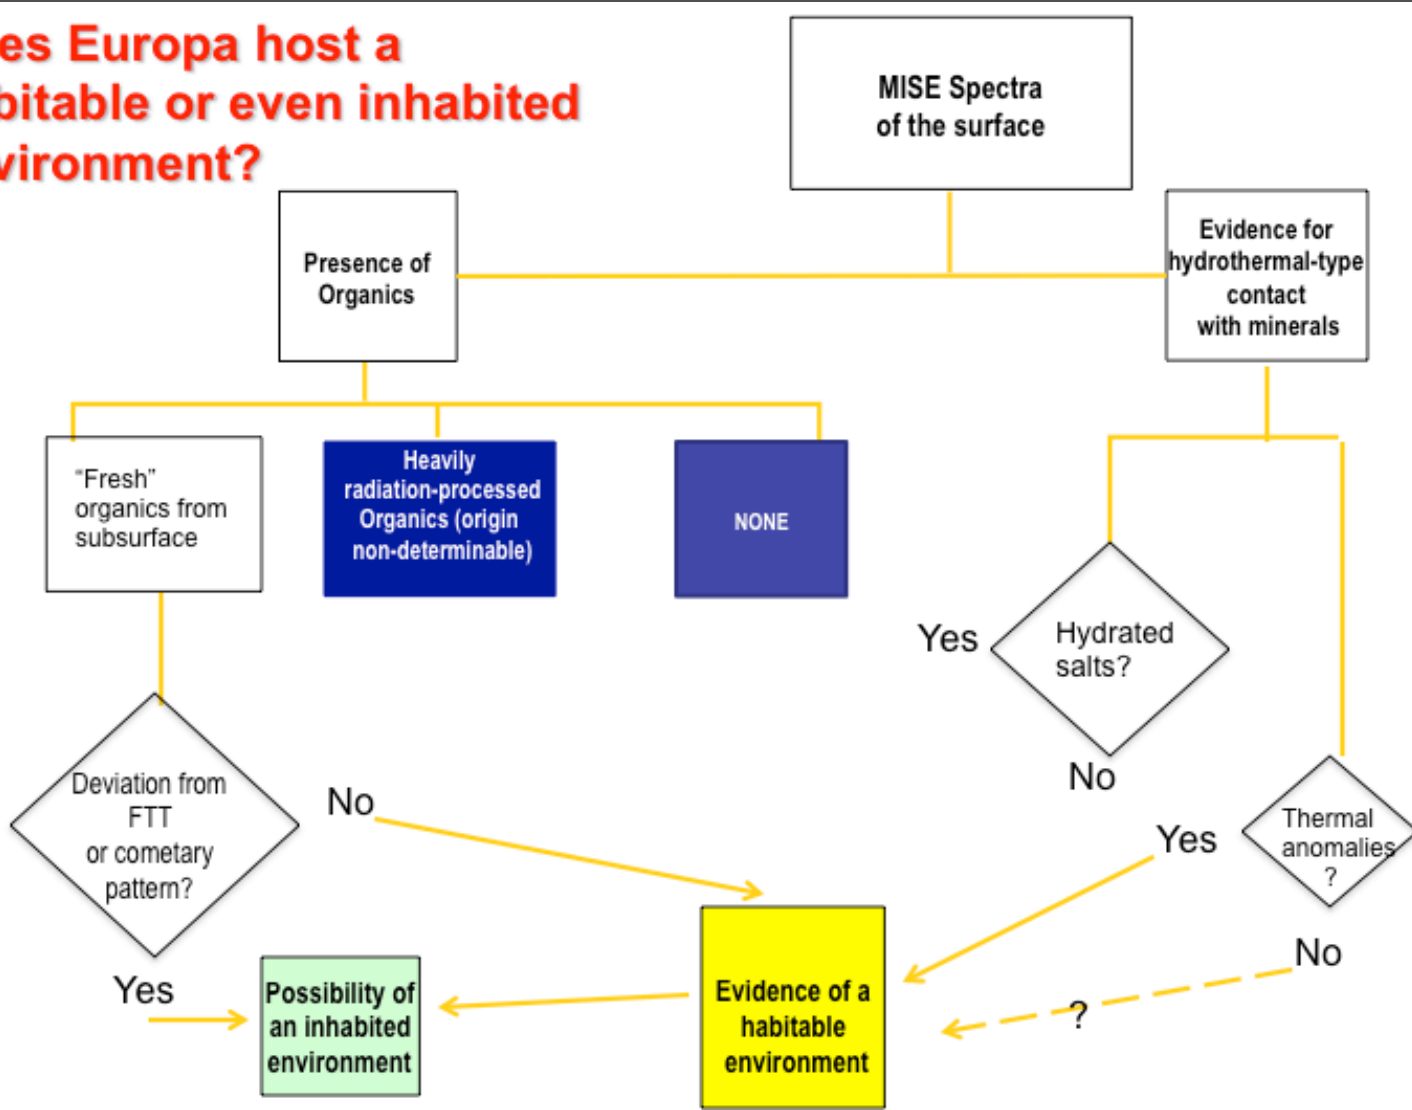 es Europa host a
bitable or even inhabited
vironment?
MISE Spectra
of the surface
Presence of
Organics
Evidence for
hydrothermal-type
contact
with minerals
“Fresh”
organics from
subsurface
Heavily
radiation-processed
Organics (origin
non-determinable)
NONE
Yes
Hydrated
salts?
No
Deviation from
FTT
or cometary
pattern?
No
Yes
Thermal
anomalies
?
No
?
Yes
Possibility of
an inhabited
environment
Evidence of a
habitable
environment